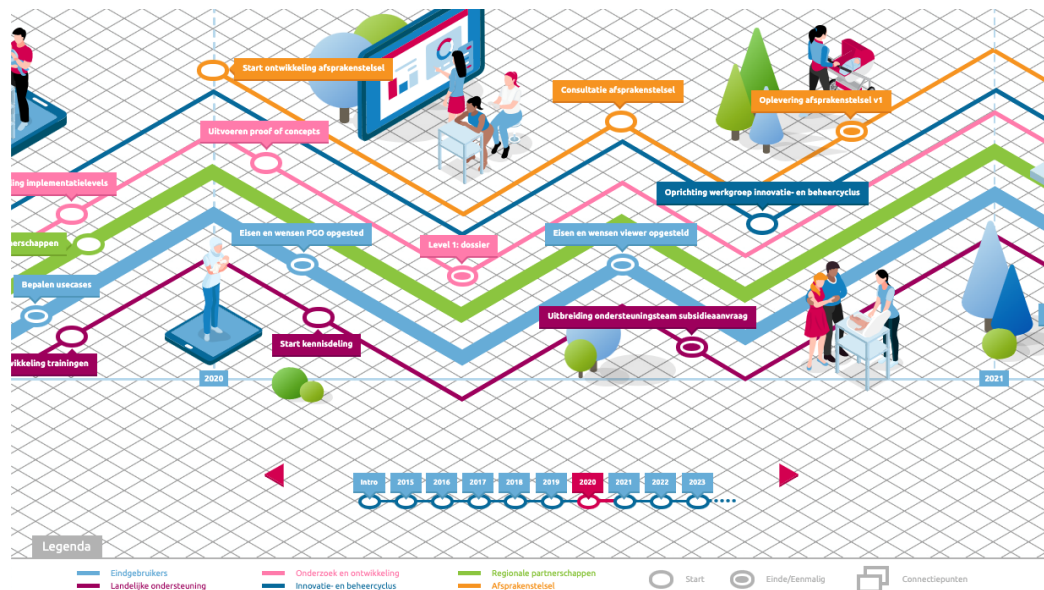 Start ontwikkeling afsprakenstelsel
Consultatie afsprakenstelsel
Oplevering afsprakenstelsel v1
Uitvoeren proof of concepts
ing implementatielevels
Oprichting werkgroep innovatie- en beheercyclus
nerschappen
Eisen en wensen PGO opgested
Level 1: dossier
Eisen en wensen viewer opgesteld
Bepalen usecases
Uitbreiding ondersteuningsteam subsidieaanvraag
Start kennisdeling
wikkeling trainingen
2020
2021
Intro 2015 2016 2017 2018 2019 2020 2021 2022 2023
Legenda
Eindgebruikers
Landelijke ondersteuning
Onderzoek en ontwikkeling
Innovatie- en beheercyclus
Regionale partnerschappen
Afsprakenstelsel
Start
Einde/Eenmalig
Connectiepunten